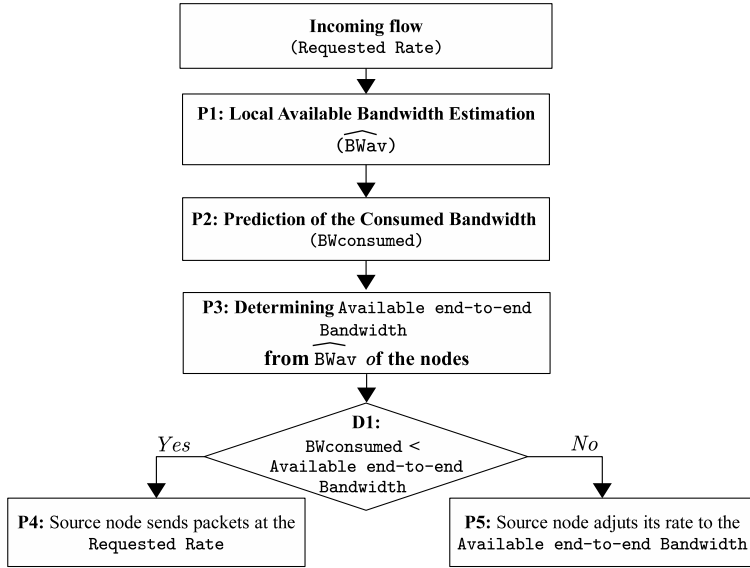 Incoming flow
(Requested Rate)
P1: Local Available Bandwidth Estimation
(BWav)
P2: Prediction of the Consumed Bandwidth
(BWconsumed)
P3: Determining Available end-to-end
Bandwidth
from BWav of the nodes
D1:
Yes
No
BWconsumed <
Available end-to-end
Bandwidth
P4: Source node sends packets at the
Requested Rate
P5: Source node adjuts its rate to the
Available end-to-end Bandwidth